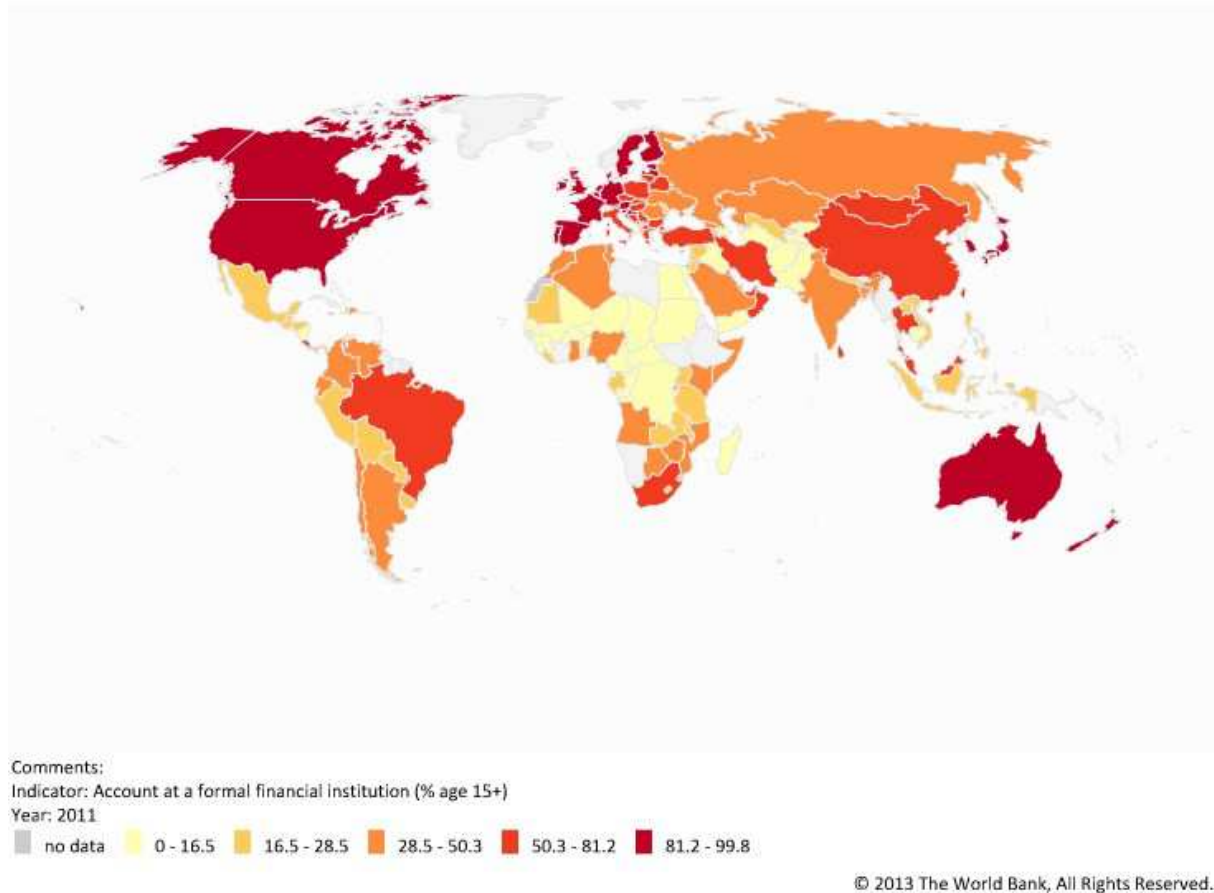 Comments:
Indicator: Account at a formal financial institution (% age 15+)
Year: 2011
no data 0 - 16.5 16.5 - 28.5 28.5 - 50.3 50.3 - 81.2 81.2 - 99.8
© 2013 The World Bank, All Rights Reserved.